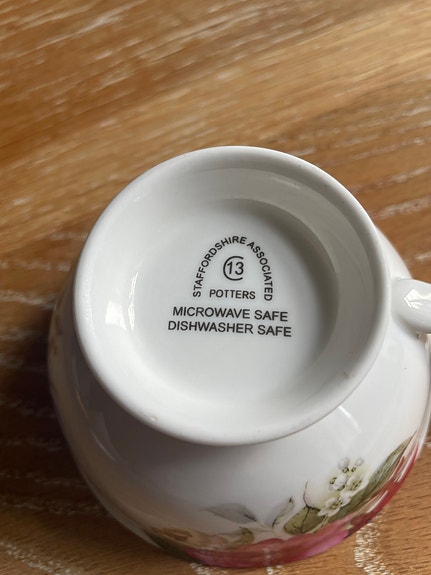 STAFFORDSHIRE ASSOCIATED
C 13
POTTERS
MICROWAVE SAFE
DISHWASHER SAFE